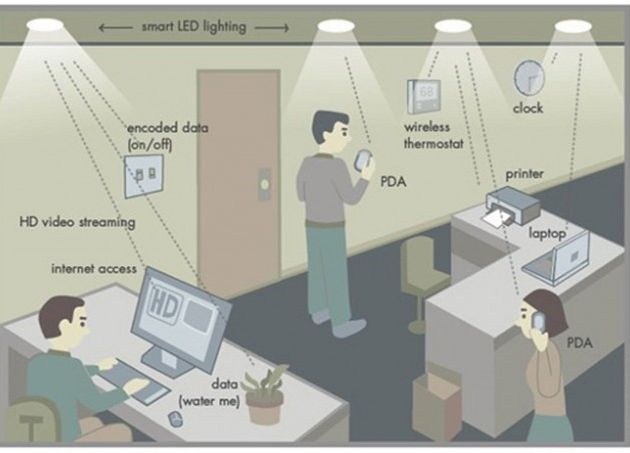 smart LED lighting
encoded data
(on/off)
68
wireless
thermostat
clock
PDA
printer
HD video streaming
laptop
internet access
HD
PDA
data
(water me)